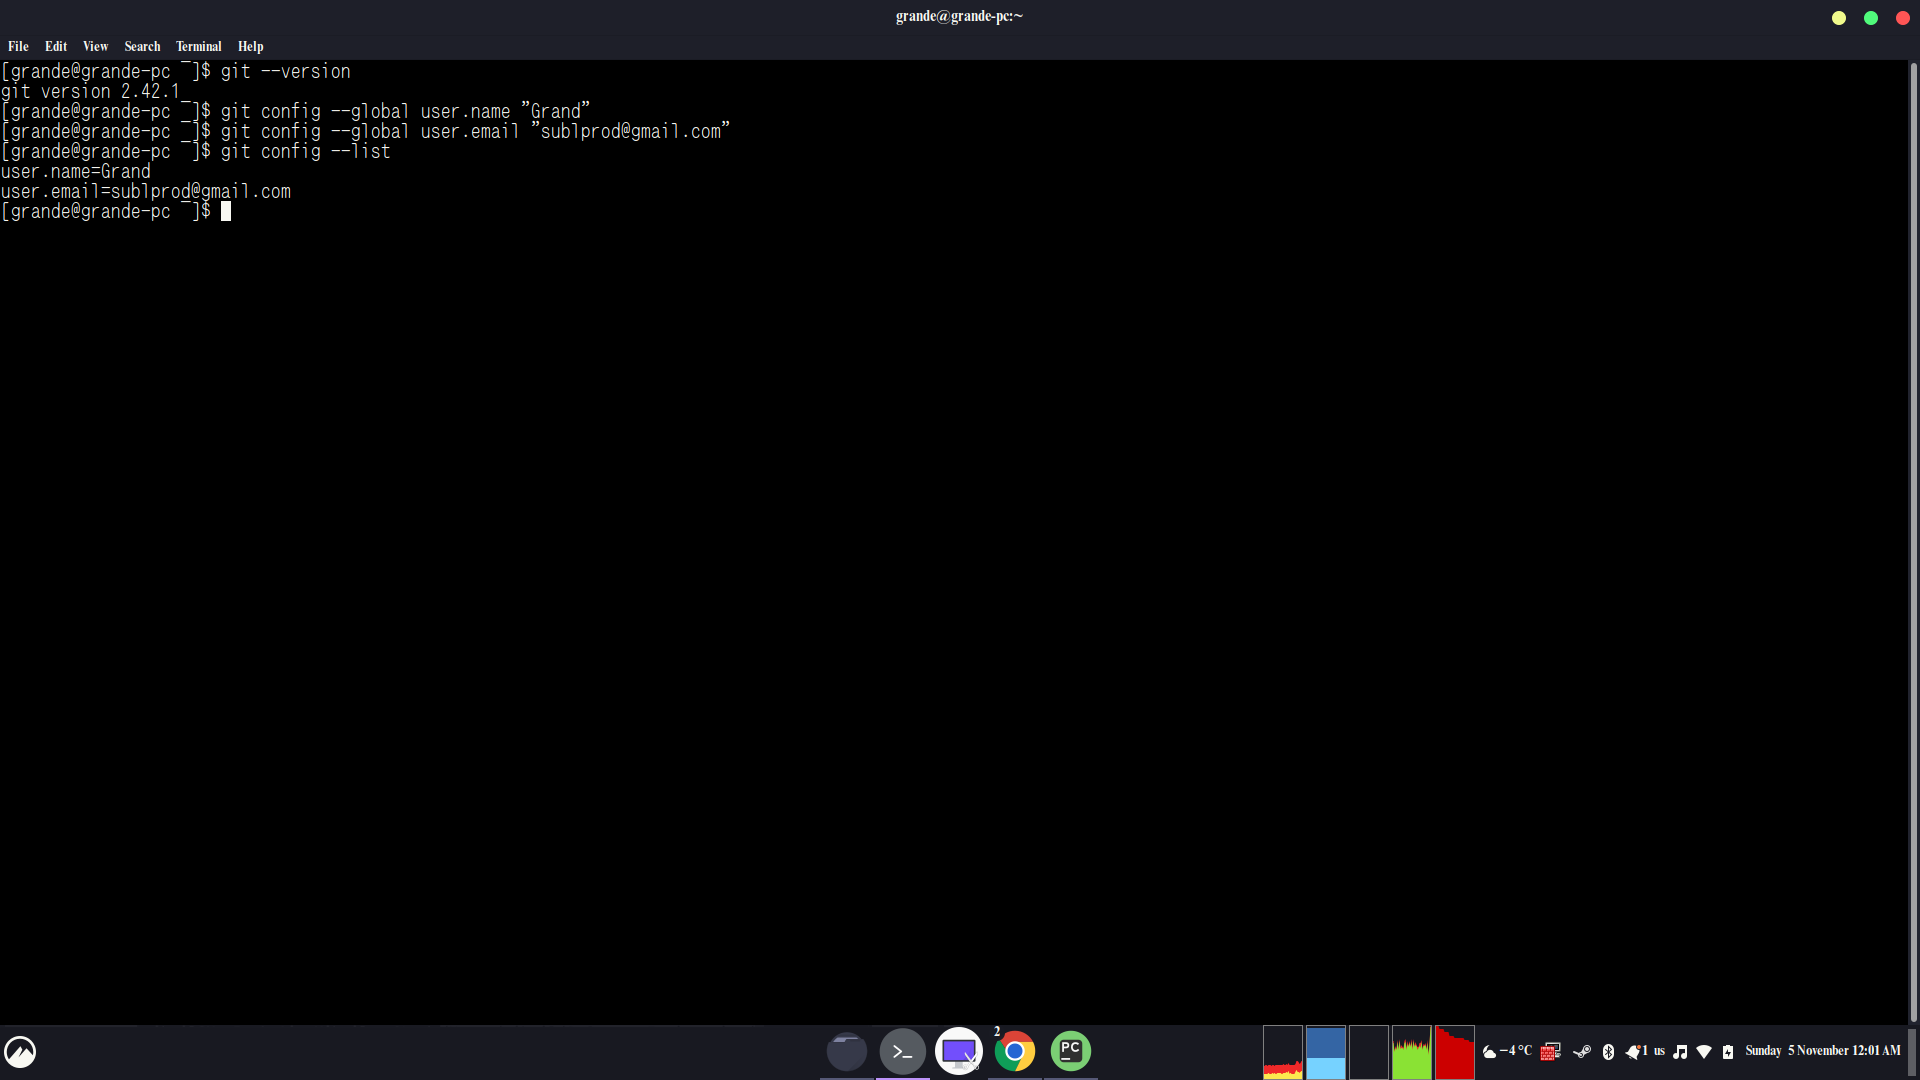 grande@grande-pc:~
File Edit View Search Terminal Help
[grande@grande-pc ~]$ git --version
git version 2.42.1
[grande@grande-pc ~]$ git config --global user.name "Grand"
[grande@grande-pc ~]$ git config --global user.email "sublprod@gmail.com"
[grande@grande-pc ~]$ git config --list
user.name=Grand
user.email=sublprod@gmail.com
[grande@grande-pc ~]$
>_
2
PC
-4 °C
1
us
Sunday 5 November 12:01 AM